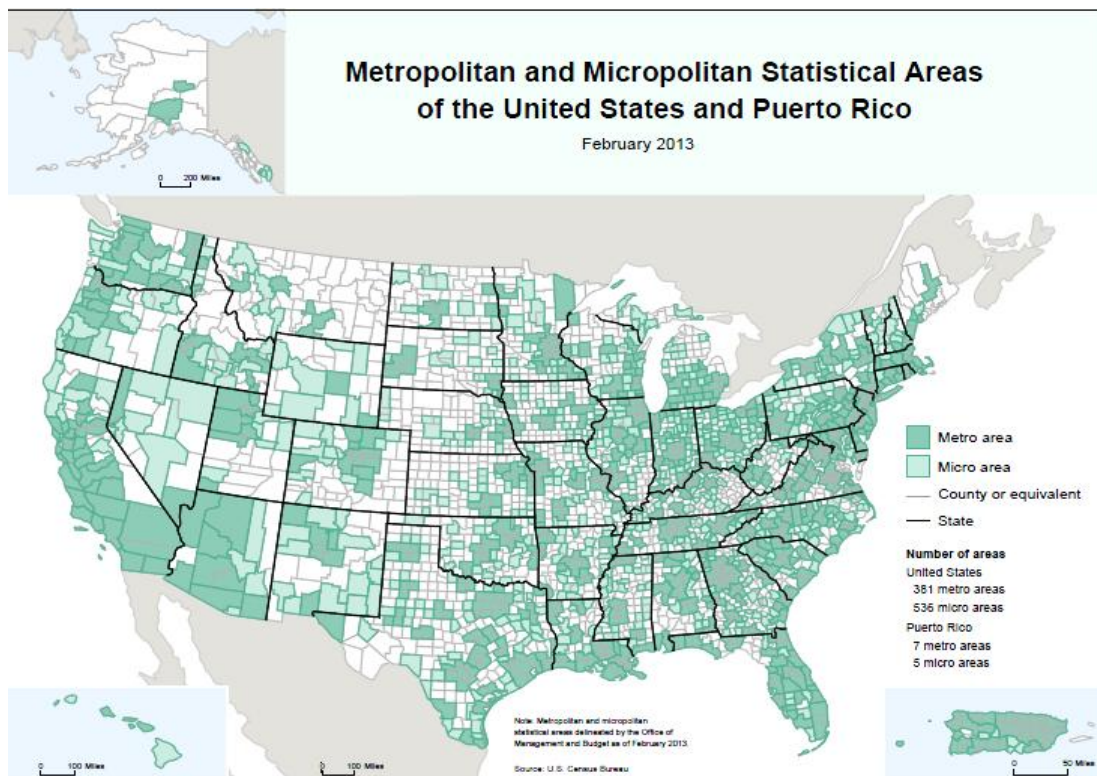 Metropolitan and Micropolitan Statistical Areas
of the United States and Puerto Rico
February 2013
0 200 Miles
Metro area
Micro area
County or equivalent
State
Number of areas
United States
381 metro areas
536 micro areas
Puerto Rico
7 metro areas
5 micro areas
Note: Metropolitan and micropolitan
statistical areas delineated by the Office of
Management and Budget as of February 2013.
Source: U.S. Census Bureau
0 100 Miles
0 100 Miles
0 50 Miles